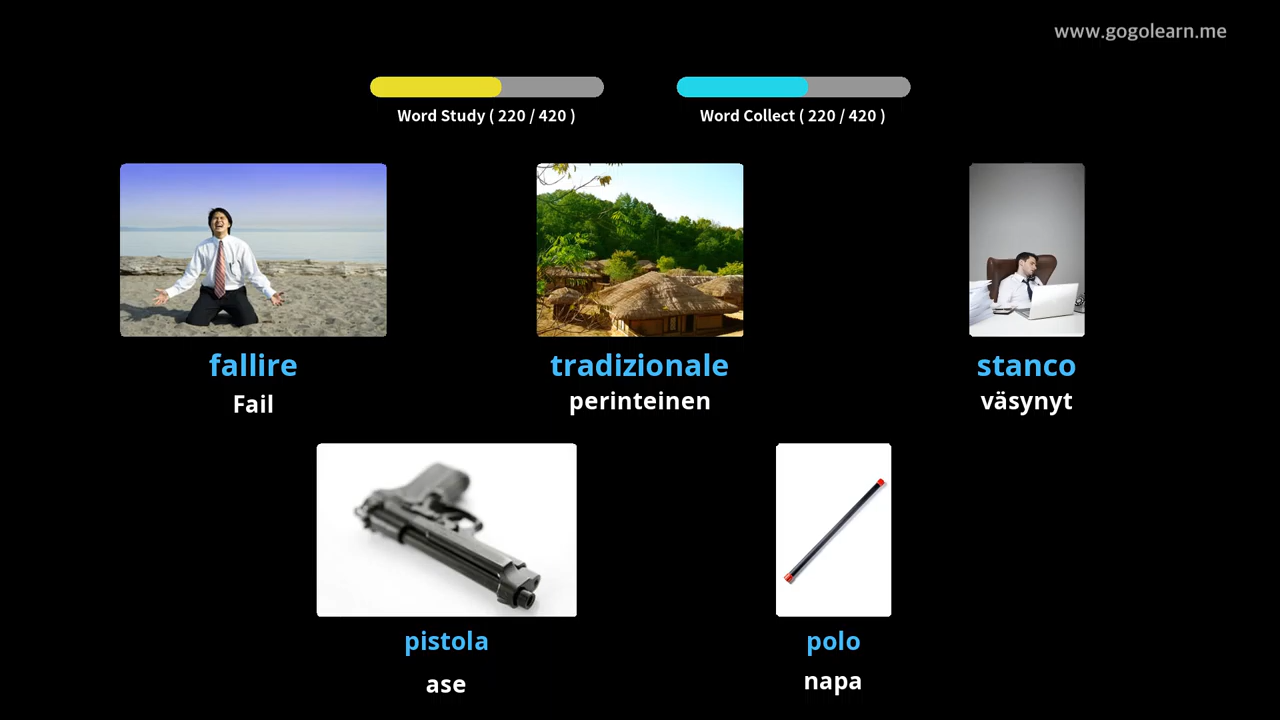 www.gogolearn.me
Word Study ( 220 / 420 )
Word Collect ( 220 / 420 )
fallire
Fail
tradizionale
perinteinen
stanco
väsynyt
pistola
ase
polo
napa